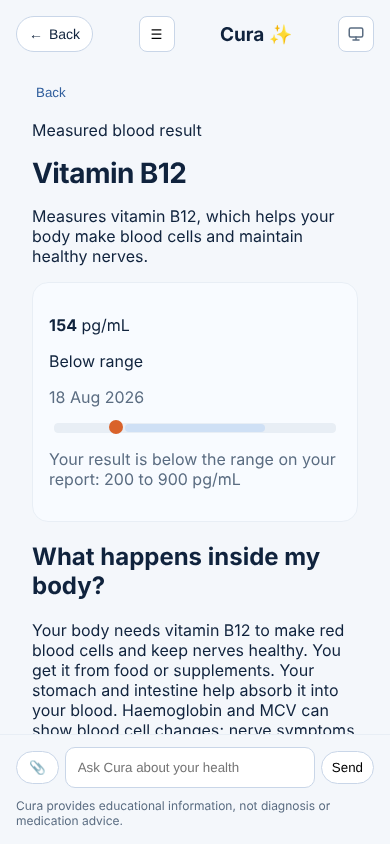 ← Back
☰
Cura ✨
Back
Measured blood result
Vitamin B12
Measures vitamin B12, which helps your
body make blood cells and maintain
healthy nerves.
154 pg/mL
Below range
18 Aug 2026
Your result is below the range on your
report: 200 to 900 pg/mL
What happens inside my
body?
Your body needs vitamin B12 to make red
blood cells and keep nerves healthy. You
get it from food or supplements. Your
stomach and intestine help absorb it into
your blood. Haemoglobin and MCV can
show blood cell changes; nerve symptoms
Ask Cura about your health
Send
Cura provides educational information, not diagnosis or
medication advice.